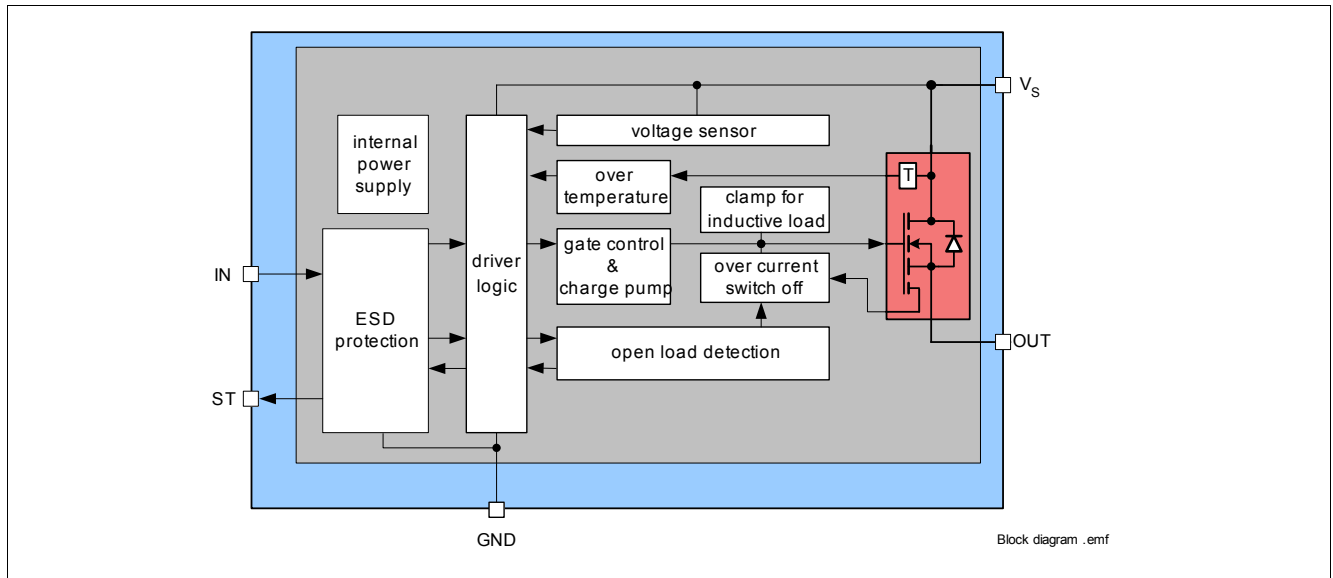 V_S
voltage sensor
internal
power
supply
over
temperature
T
clamp for
inductive load
driver
logic
gate control
&
charge pump
over current
switch off
IN
ESD
protection
open load detection
OUT
ST
GND
Block diagram .emf